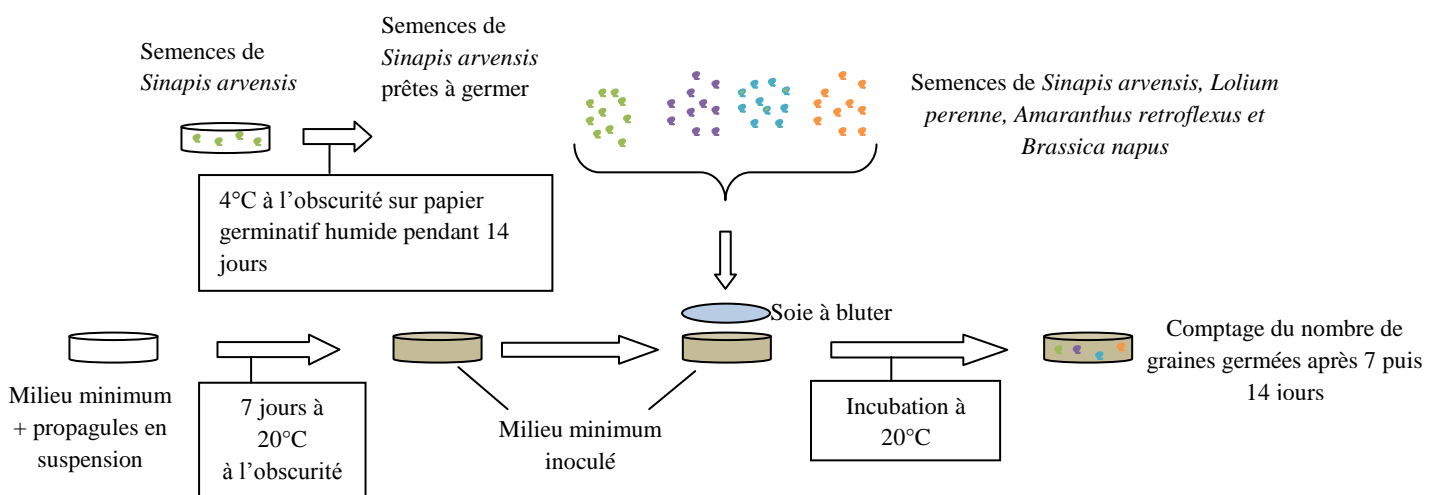 Semences de
Sinapis arvensis
Semences de
Sinapis arvensis
prêtes à germer
Semences de Sinapis arvensis, Lolium
perenne, Amaranthus retroflexus et
Brassica napus
4°C à l’obscurité sur papier
germinatif humide pendant 14
jours
Soie à bluter
Milieu minimum
+ propagules en
suspension
7 jours à
20°C
à l’obscurité
Milieu minimum
inoculé
Incubation à
20°C
Comptage du nombre de
graines germées après 7 puis
14 jours